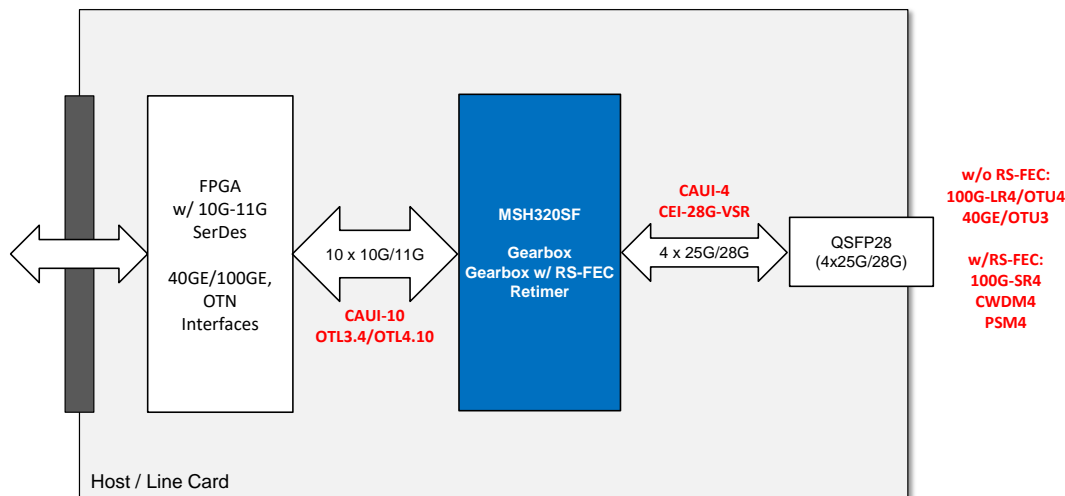 FPGA
w/ 10G-11G
SerDes
40GE/100GE,
OTN
Interfaces
10 x 10G/11G
CAUI-10
OTL3.4/OTL4.10
MSH320SF
Gearbox
Gearbox w/ RS-FEC
Retimer
CAUI-4
CEI-28G-VSR
4 x 25G/28G
QSFP28
(4x25G/28G)
w/o RS-FEC:
100G-LR4/OTU4
40GE/OTU3
w/RS-FEC:
100G-SR4
CWDM4
PSM4
Host / Line Card